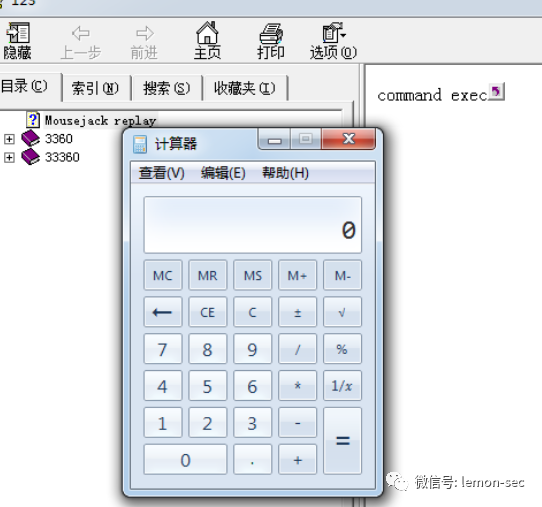 123
隐藏 上一步 前进 主页 打印 选项(O)
目录(C) 索引(N) 搜索(S) 收藏夹(I)
command exec
Mousejack replay
3360
33360
计算器
查看(V) 编辑(E) 帮助(H)
0
MC MR MS M+ M-
← CE C ± √
7 8 9 / %
4 5 6 * 1/x
1 2 3 - =
0 . +
微信号: lemon-sec